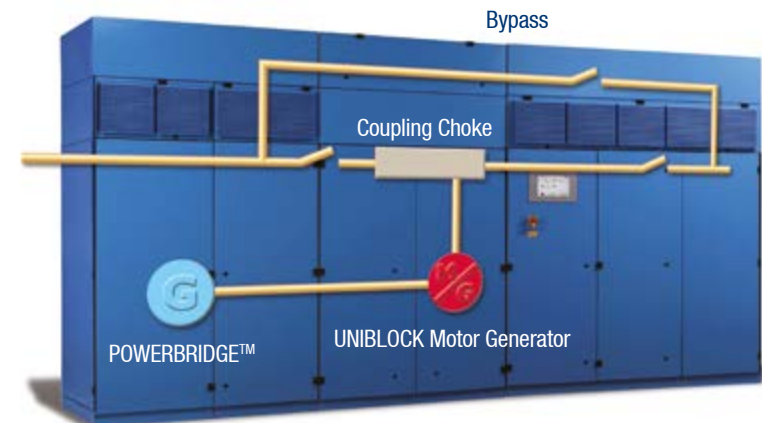 Bypass
Coupling Choke
G
M/G
POWERBRIDGE™
UNIBLOCK Motor Generator